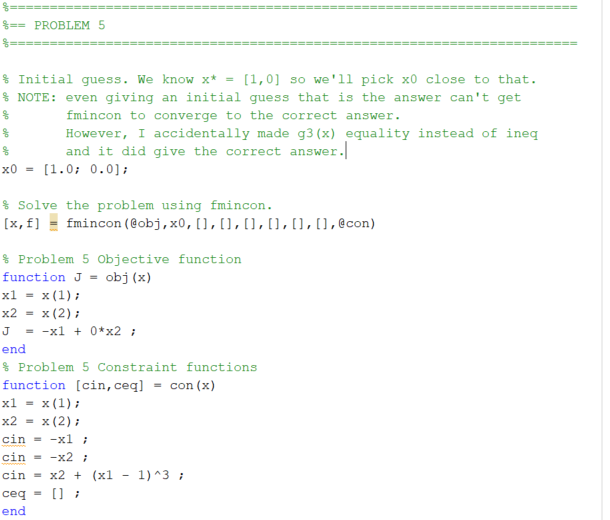 %=======================================================================
%== PROBLEM 5
%=======================================================================
% Initial guess. We know x* = [1,0] so we'll pick x0 close to that.
% NOTE: even giving an initial guess that is the answer can't get
%       fmincon to converge to the correct answer.
%       However, I accidentally made g3(x) equality instead of ineq
%       and it did give the correct answer.
x0 = [1.0; 0.0];
% Solve the problem using fmincon.
[x,f] = fmincon(@obj,x0,[],[],[],[],[],[],@con)
% Problem 5 Objective function
function J = obj(x)
x1 = x(1);
x2 = x(2);
J  = -x1 + 0*x2 ;
end
% Problem 5 Constraint functions
function [cin,ceq] = con(x)
x1 = x(1);
x2 = x(2);
cin = -x1 ;
cin = -x2 ;
cin = x2 + (x1 - 1)^3 ;
ceq = [] ;
end